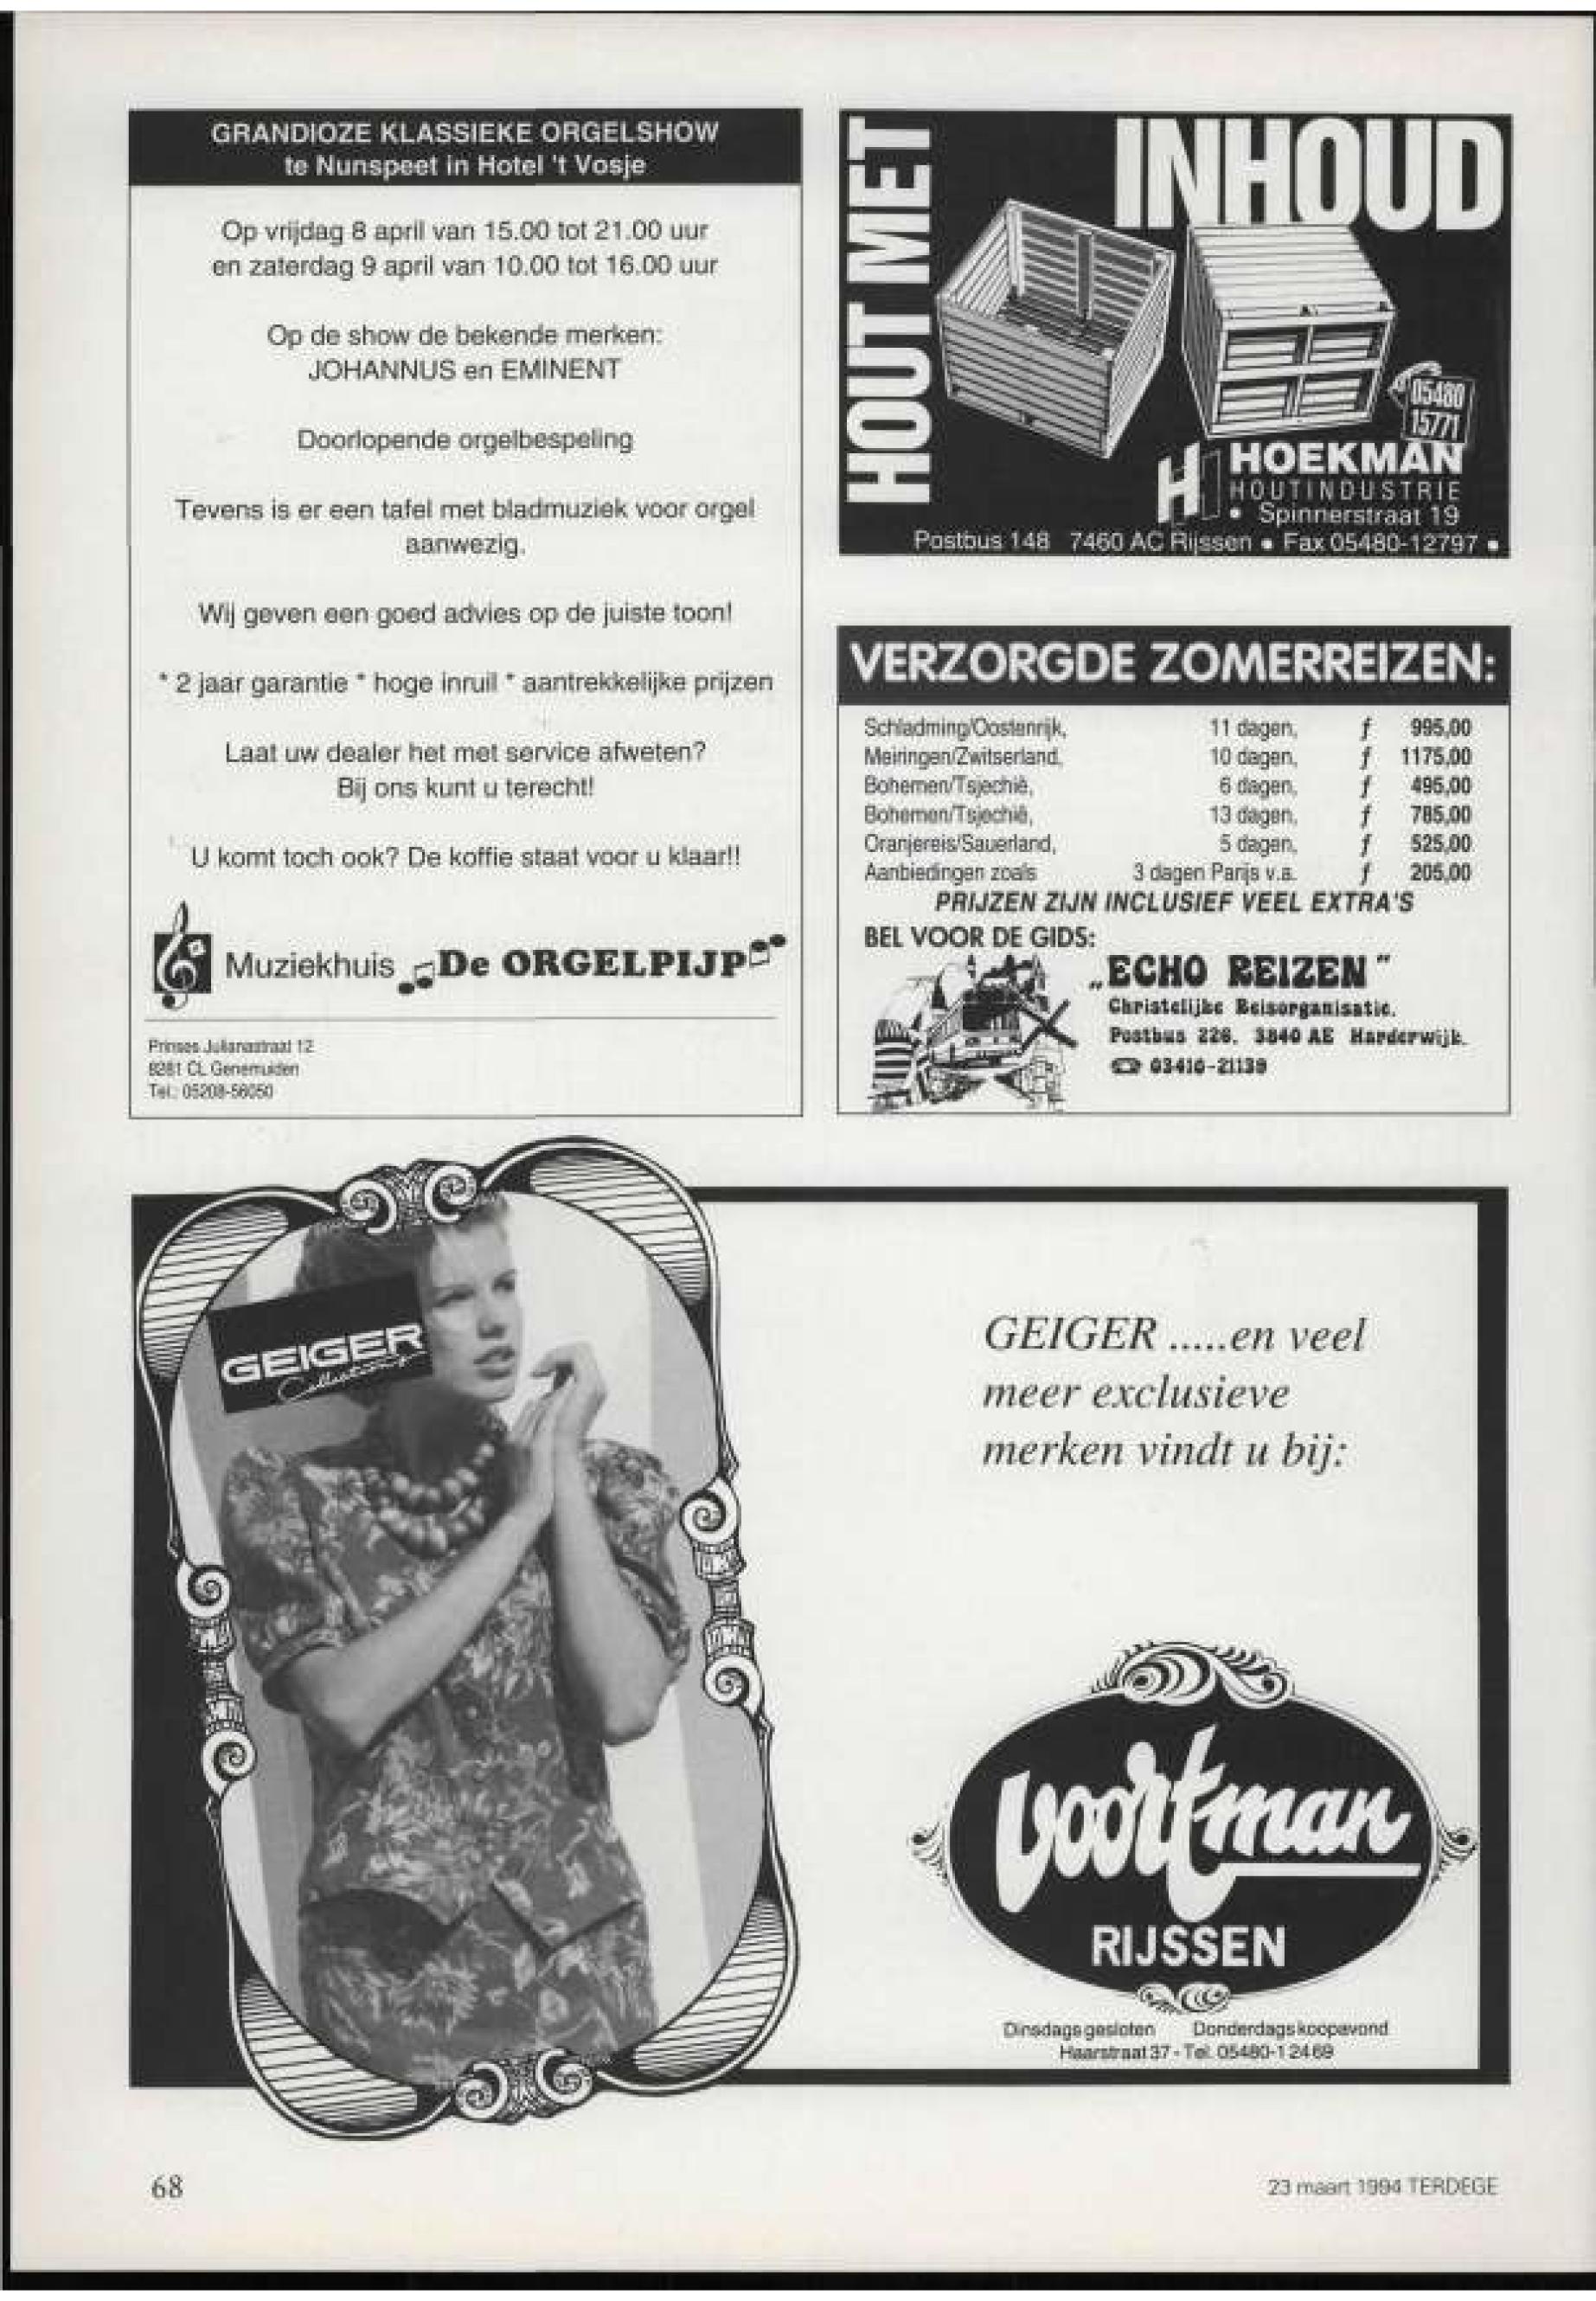 GRANDIOZE KLASSIEKE ORGELSHOW
te Nunspeet in Hotel 't Vosje
Op vrijdag 8 april van 15.00 tot 21.00 uur
en zaterdag 9 april van 10.00 tot 16.00 uur
Op de show de bekende merken:
JOHANNUS en EMINENT
Doorlopende orgelbespeling
Tevens is er een tafel met bladmuziek voor orgel
aanwezig.
Wij geven een goed advies op de juiste toon!
* 2 jaar garantie * hoge inruil * aantrekkelijke prijzen
Laat uw dealer het met service afweten?
Bij ons kunt u terecht!
U komt toch ook? De koffie staat voor u klaar!!
Muziekhuis De ORGELPIJP
Prinses Julianastraat 12
8281 CL Genemuiden
Tel.: 05208-56050
HOUT MET
INHOUD
05480
15771
HOEKMAN
HOUTINDUSTRIE
• Spinnerstraat 19
Postbus 148 7460 AC Rijssen • Fax 05480-12797 •
VERZORGDE ZOMERREIZEN:
Schladming/Oostenrijk, 11 dagen, f 995,00
Meiringen/Zwitserland, 10 dagen, f 1175,00
Bohemen/Tsjechië, 6 dagen, f 495,00
Bohemen/Tsjechië, 13 dagen, f 785,00
Oranjereis/Sauerland, 5 dagen, f 525,00
Aanbiedingen zoals 3 dagen Parijs v.a. f 205,00
PRIJZEN ZIJN INCLUSIEF VEEL EXTRA'S
BEL VOOR DE GIDS:
„ECHO REIZEN"
Christelijke Reisorganisatie.
Postbus 226, 3840 AE Harderwijk.
☎ 03410-21139
GEIGER
Collections
GEIGER .....en veel
meer exclusieve
merken vindt u bij:
voortman
RIJSSEN
Dinsdags gesloten Donderdags koopavond
Haarstraat 37 - Tel. 05480-12469
68
23 maart 1994 TERDEGE